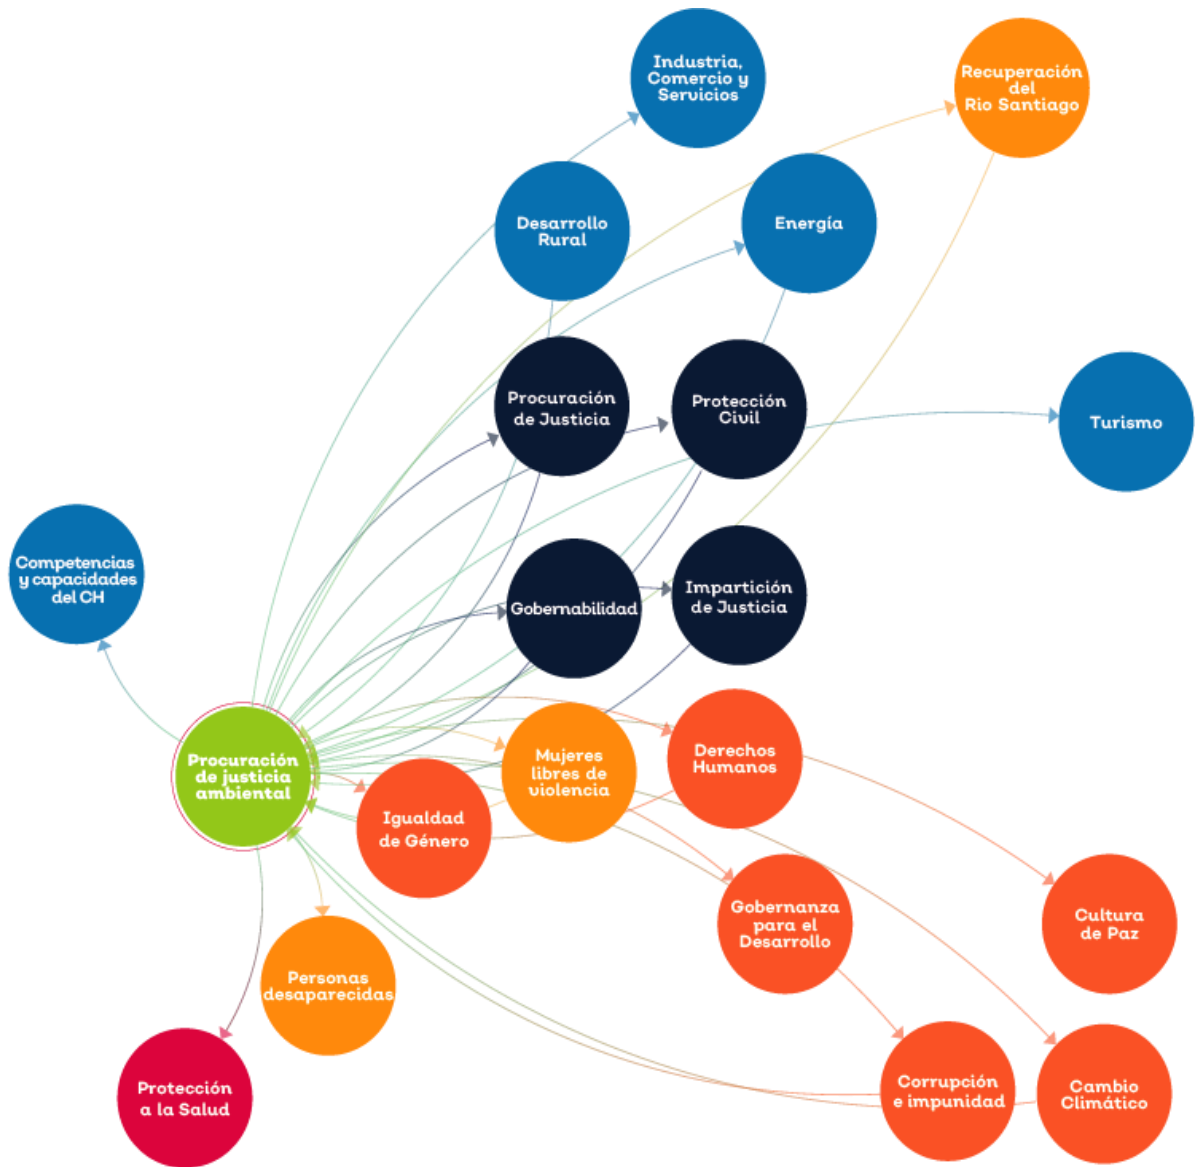 Industria,
Comercio y
Servicios
Recuperación
del
Rio Santiago
Desarrollo
Rural
Energía
Procuración
de Justicia
Protección
Civil
Turismo
Competencias
y capacidades
del CH
Gobernabilidad
Impartición
de Justicia
Procuración
de justicia
ambiental
Mujeres
libres de
violencia
Derechos
Humanos
Igualdad
de Género
Gobernanza
para el
Desarrollo
Cultura
de Paz
Personas
desaparecidas
Protección
a la Salud
Corrupción
e impunidad
Cambio
Climático